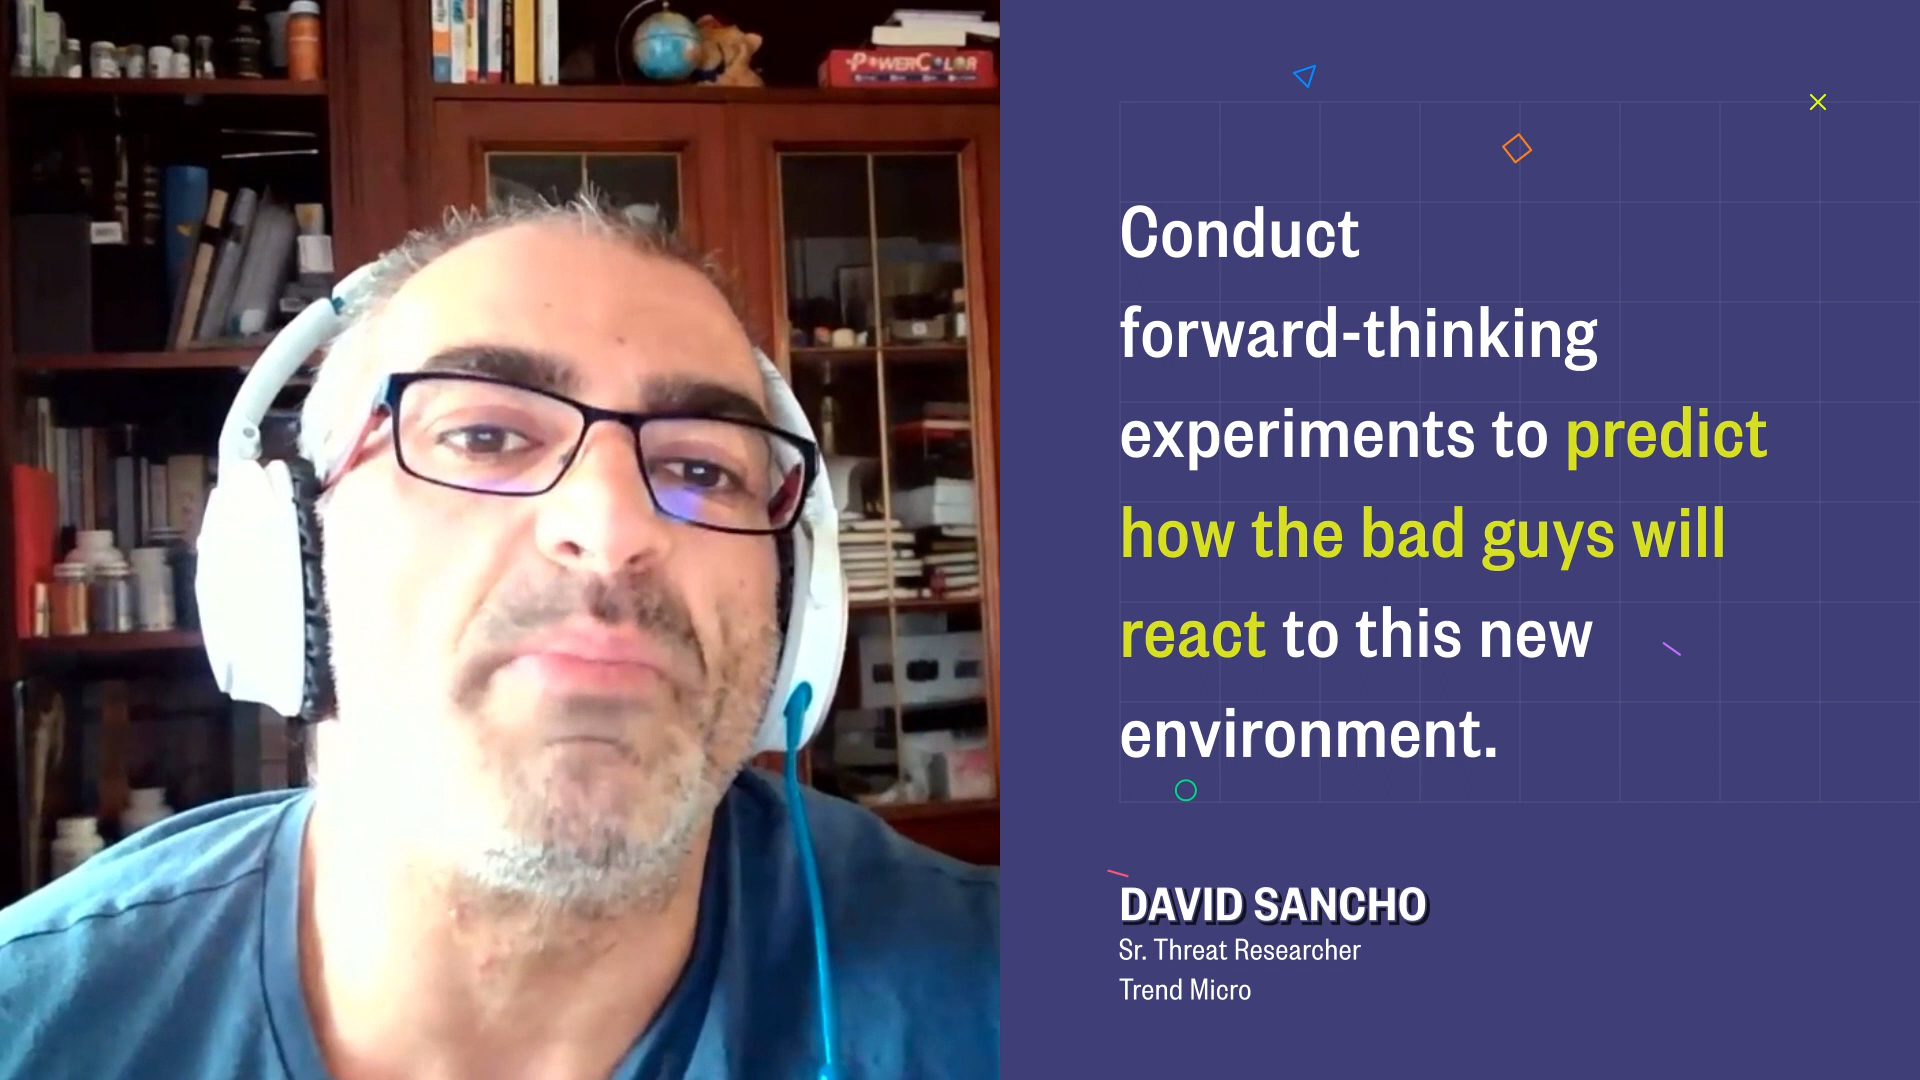 POWERCOLOR
Conduct
forward-thinking
experiments to predict
how the bad guys will
react to this new
environment.
DAVID SANCHO
Sr. Threat Researcher
Trend Micro